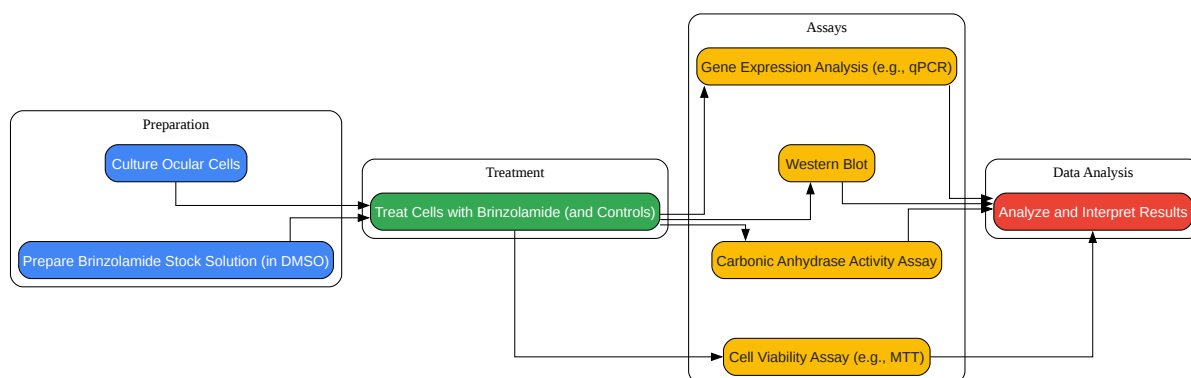 Preparation
Culture Ocular Cells
Prepare Brinzolamide Stock Solution (in DMSO)
Treatment
Treat Cells with Brinzolamide (and Controls)
Assays
Gene Expression Analysis (e.g., qPCR)
Western Blot
Carbonic Anhydrase Activity Assay
Cell Viability Assay (e.g., MTT)
Data Analysis
Analyze and Interpret Results